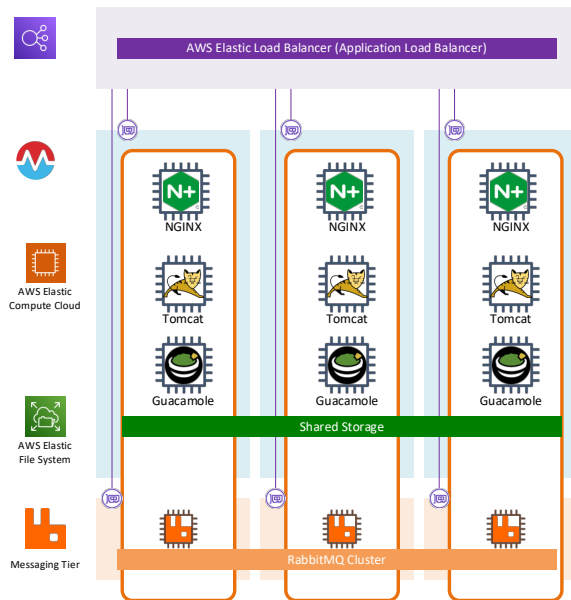 AWS Elastic Load Balancer (Application Load Balancer)
N+
NGINX
N+
NGINX
N+
NGINX
AWS Elastic
Compute Cloud
Tomcat
Tomcat
Tomcat
Guacamole
Guacamole
Guacamole
Shared Storage
AWS Elastic
File System
RabbitMQ Cluster
Messaging Tier